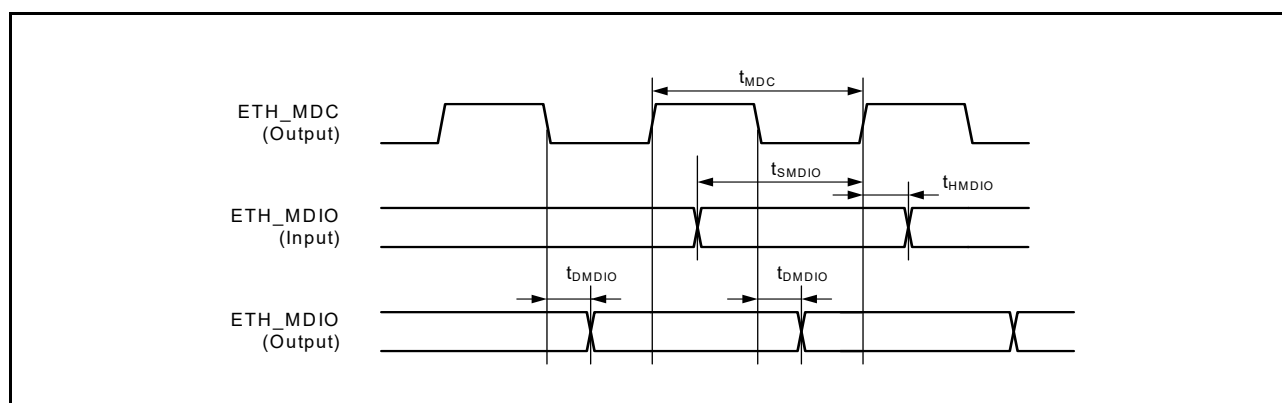 tMDC
ETH_MDC
(Output)
tSMDIO
tHMDIO
ETH_MDIO
(Input)
tDMDIO
tDMDIO
ETH_MDIO
(Output)